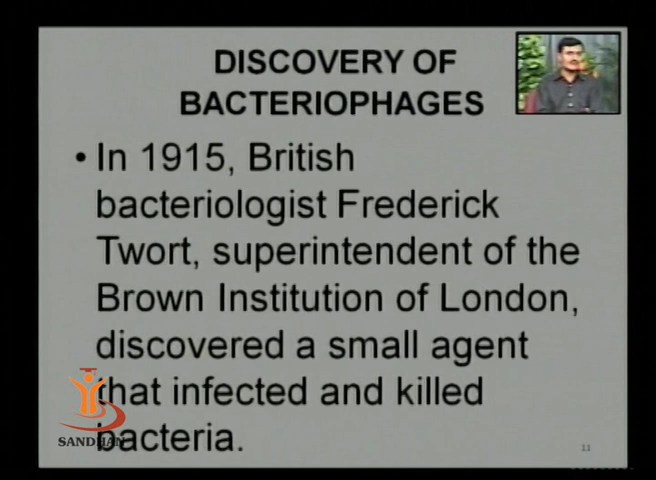 DISCOVERY OF
BACTERIOPHAGES
• In 1915, British
bacteriologist Frederick
Twort, superintendent of the
Brown Institution of London,
discovered a small agent
that infected and killed
bacteria.
SANDHAN
11